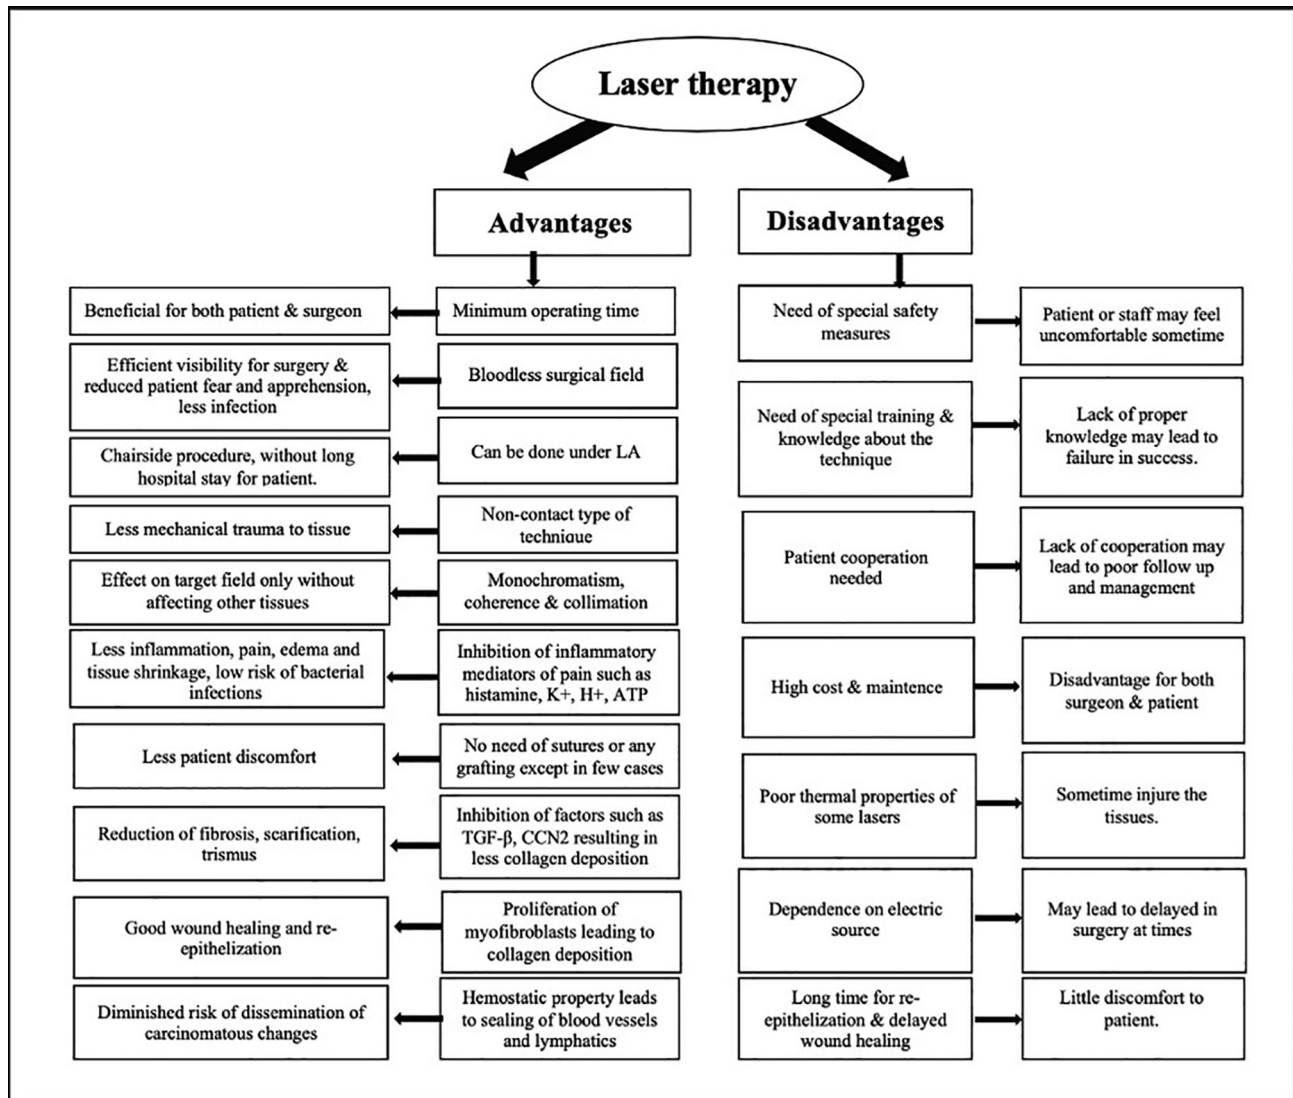 Laser therapy
Advantages
Disadvantages
Minimum operating time
Beneficial for both patient & surgeon
Bloodless surgical field
Efficient visibility for surgery &
reduced patient fear and apprehension,
less infection
Can be done under LA
Chairside procedure, without long
hospital stay for patient.
Non-contact type of
technique
Less mechanical trauma to tissue
Monochromatism,
coherence & collimation
Effect on target field only without
affecting other tissues
Inhibition of inflammatory
mediators of pain such as
histamine, K+, H+, ATP
Less inflammation, pain, edema and
tissue shrinkage, low risk of bacterial
infections
No need of sutures or any
grafting except in few cases
Less patient discomfort
Inhibition of factors such as
TGF-β, CCN2 resulting in
less collagen deposition
Reduction of fibrosis, scarification,
trismus
Proliferation of
myofibroblasts leading to
collagen deposition
Good wound healing and re-
epithelization
Hemostatic property leads
to sealing of blood vessels
and lymphatics
Diminished risk of dissemination of
carcinomatous changes
Need of special safety
measures
Patient or staff may feel
uncomfortable sometime
Need of special training &
knowledge about the
technique
Lack of proper
knowledge may lead to
failure in success.
Patient cooperation
needed
Lack of cooperation may
lead to poor follow up
and management
High cost & maintence
Disadvantage for both
surgeon & patient
Poor thermal properties of
some lasers
Sometime injure the
tissues.
Dependence on electric
source
May lead to delayed in
surgery at times
Long time for re-
epithelization & delayed
wound healing
Little discomfort to
patient.